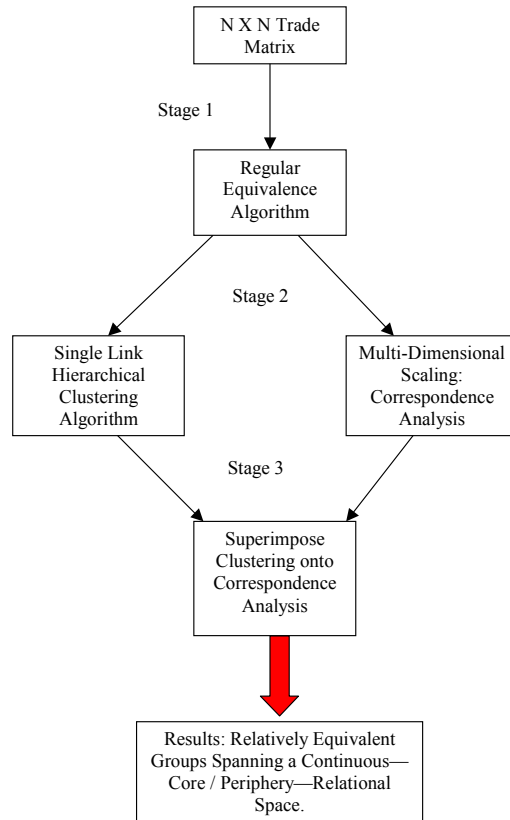 N X N Trade
Matrix
Stage 1
Regular
Equivalence
Algorithm
Stage 2
Single Link
Hierarchical
Clustering
Algorithm
Multi-Dimensional
Scaling:
Correspondence
Analysis
Stage 3
Superimpose
Clustering onto
Correspondence
Analysis
Results: Relatively Equivalent
Groups Spanning a Continuous—
Core / Periphery—Relational
Space.